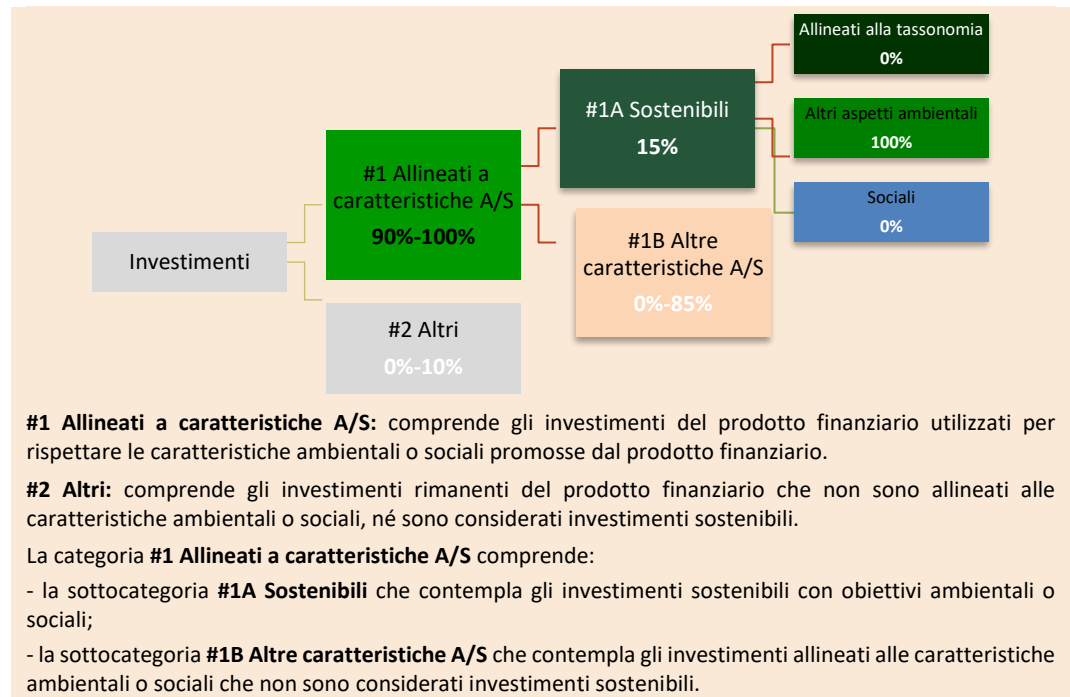 Allineati alla tassonomia
0%
#1A Sostenibili
15%
Altri aspetti ambientali
100%
#1 Allineati a
caratteristiche A/S
90%-100%
Sociali
0%
#1B Altre
caratteristiche A/S
0%-85%
Investimenti
#2 Altri
0%-10%
#1 Allineati a caratteristiche A/S: comprende gli investimenti del prodotto finanziario utilizzati per
rispettare le caratteristiche ambientali o sociali promosse dal prodotto finanziario.
#2 Altri: comprende gli investimenti rimanenti del prodotto finanziario che non sono allineati alle
caratteristiche ambientali o sociali, né sono considerati investimenti sostenibili.
La categoria #1 Allineati a caratteristiche A/S comprende:
- la sottocategoria #1A Sostenibili che contempla gli investimenti sostenibili con obiettivi ambientali o
sociali;
- la sottocategoria #1B Altre caratteristiche A/S che contempla gli investimenti allineati alle caratteristiche
ambientali o sociali che non sono considerati investimenti sostenibili.